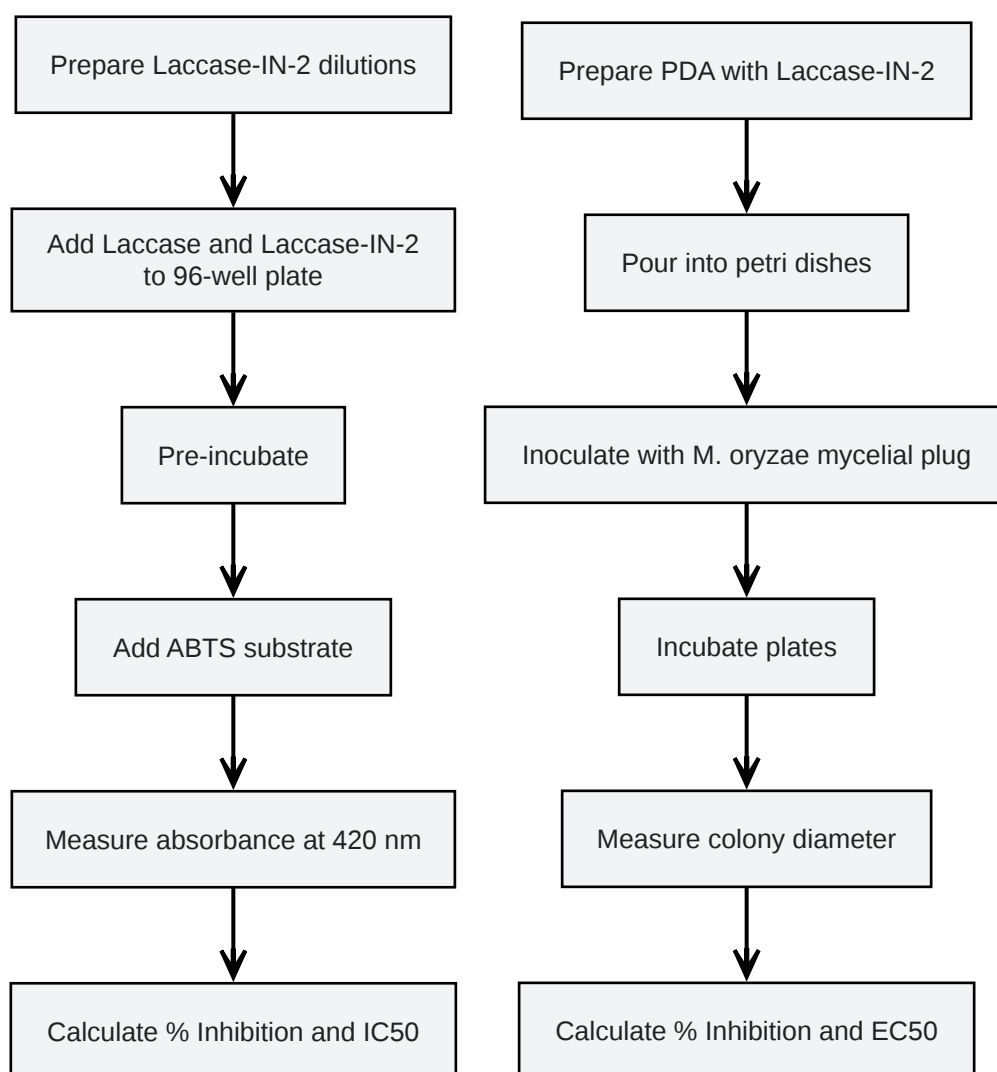 Prepare Laccase-IN-2 dilutions
Add Laccase and Laccase-IN-2
to 96-well plate
Pre-incubate
Add ABTS substrate
Measure absorbance at 420 nm
Calculate % Inhibition and IC50
Prepare PDA with Laccase-IN-2
Pour into petri dishes
Inoculate with M. oryzae mycelial plug
Incubate plates
Measure colony diameter
Calculate % Inhibition and EC50